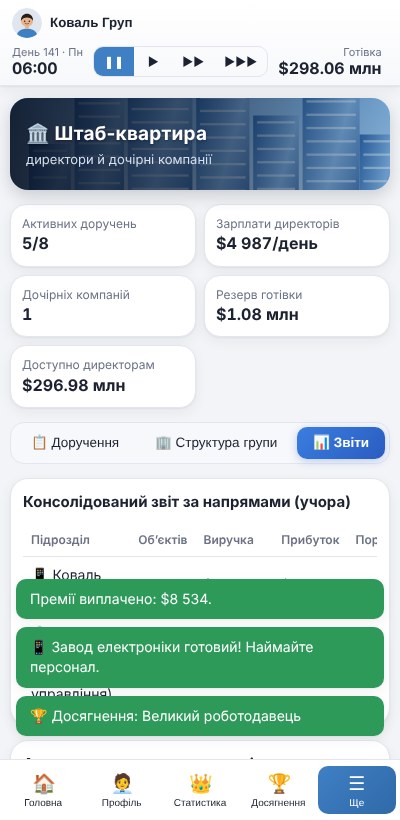 Коваль Груп
День 141 · Пн
06:00
Готівка
$298.06 млн
🏛️ Штаб-квартира
директори й дочірні компанії
Активних доручень
5/8
Зарплати директорів
$4 987/день
Дочірніх компаній
1
Резерв готівки
$1.08 млн
Доступно директорам
$296.98 млн
📋 Доручення
🏢 Структура групи
📊 Звіти
Консолідований звіт за напрямами (учора)
Підрозділ Об'єктів Виручка Прибуток Пор
📱 Коваль
Премії виплачено: $8 534.
📱 Завод електроніки готовий! Наймайте
персонал.
управління)
🏆 Досягнення: Великий роботодавець
Головна
Профіль
Статистика
Досягнення
Ще